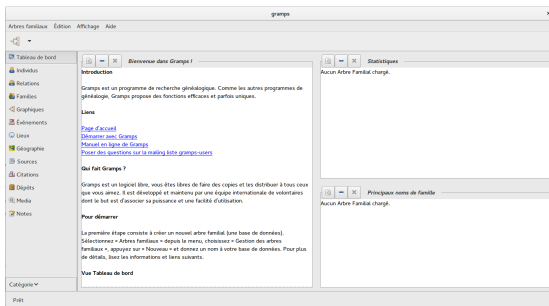 gramps
Arbres familiaux Édition Affichage Aide
Tableau de bord
Individus
Relations
Familles
Graphiques
Événements
Lieux
Géographie
Sources
Citations
Dépôts
Media
Notes
Catégorie
Prêt
Bienvenue dans Gramps !
Introduction
Gramps est un programme de recherche généalogique. Comme les autres programmes de
généalogie, Gramps propose des fonctions efficaces et parfois uniques.
Liens
Page d'accueil
Démarrer avec Gramps
Manuel en ligne de Gramps
Poser des questions sur la mailing liste gramps-users
Qui fait Gramps ?
Gramps est un logiciel libre, vous êtes libres de faire des copies et les distribuer à tous ceux
que vous aimez. Il est développé et maintenu par une équipe internationale de volontaires
dont le but est d'associer sa puissance et une facilité d'utilisation.
Pour démarrer
La première étape consiste à créer un nouvel arbre familial (une base de données).
Sélectionnez « Arbres familiaux » depuis le menu, choisissez « Gestion des arbres
familiaux », appuyez sur « Nouveau » et donnez un nom à votre base de données. Pour plus
de détails, lisez les informations et liens suivants.
Vue Tableau de bord
Statistiques
Aucun Arbre Familial chargé.
Principaux noms de famille
Aucun Arbre Familial chargé.